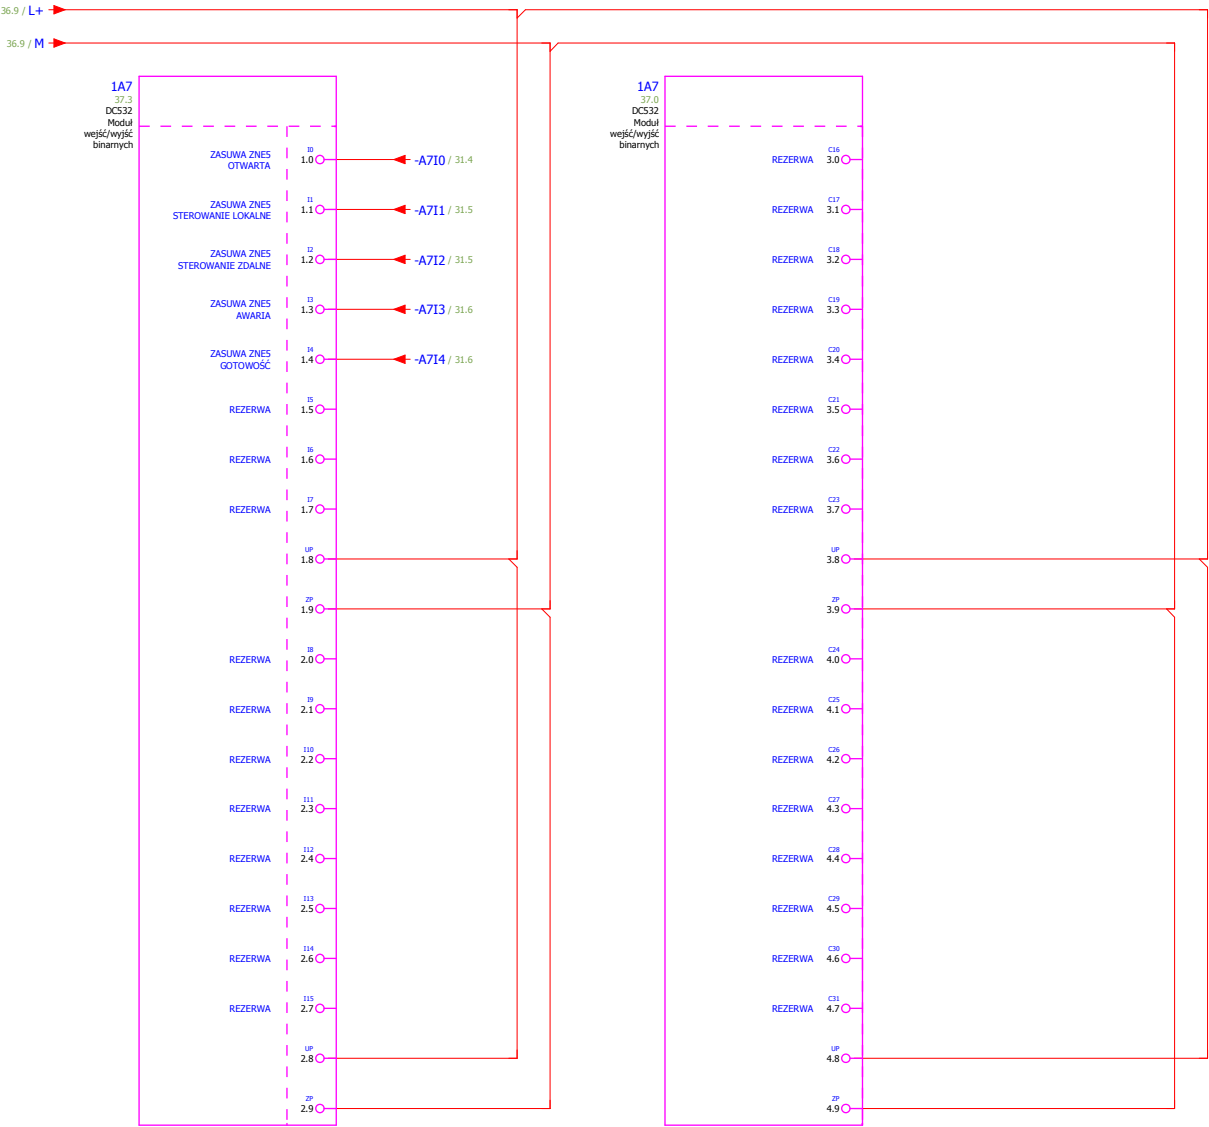 36.9 / L+
36.9 / M
1A7
37.3
DC532
Moduł
wejść/wyjść
binarnych
ZASUWA ZNE5
OTWARTA
I0
1.0
-A7I0 / 31.4
ZASUWA ZNE5
STEROWANIE LOKALNE
I1
1.1
-A7I1 / 31.5
ZASUWA ZNE5
STEROWANIE ZDALNE
I2
1.2
-A7I2 / 31.5
ZASUWA ZNE5
AWARIA
I3
1.3
-A7I3 / 31.6
ZASUWA ZNE5
GOTOWOŚĆ
I4
1.4
-A7I4 / 31.6
I5
REZERWA 1.5
I6
REZERWA 1.6
I7
REZERWA 1.7
UP
1.8
ZP
1.9
I8
REZERWA 2.0
I9
REZERWA 2.1
I10
REZERWA 2.2
I11
REZERWA 2.3
I12
REZERWA 2.4
I13
REZERWA 2.5
I14
REZERWA 2.6
I15
REZERWA 2.7
UP
2.8
ZP
2.9
1A7
37.0
DC532
Moduł
wejść/wyjść
binarnych
C16
REZERWA 3.0
C17
REZERWA 3.1
C18
REZERWA 3.2
C19
REZERWA 3.3
C20
REZERWA 3.4
C21
REZERWA 3.5
C22
REZERWA 3.6
C23
REZERWA 3.7
UP
3.8
ZP
3.9
C24
REZERWA 4.0
C25
REZERWA 4.1
C26
REZERWA 4.2
C27
REZERWA 4.3
C28
REZERWA 4.4
C29
REZERWA 4.5
C30
REZERWA 4.6
C31
REZERWA 4.7
UP
4.8
ZP
4.9